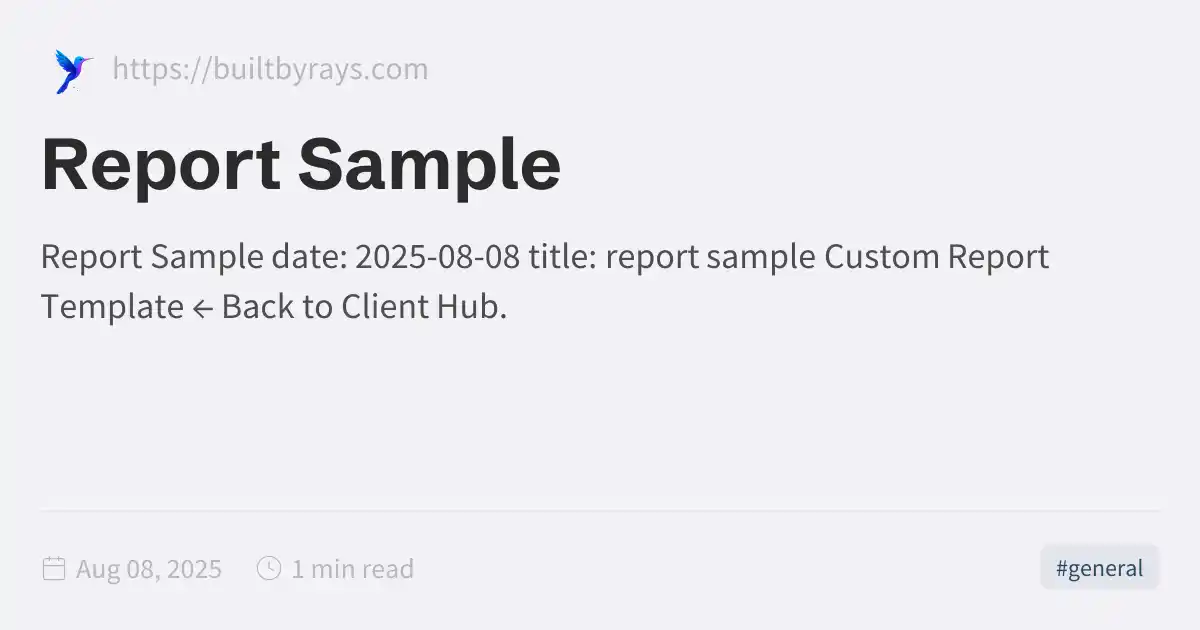 https://builtbyrays.com
Report Sample
Report Sample date: 2025-08-08 title: report sample Custom Report
Template ← Back to Client Hub.
Aug 08, 2025
1 min read
#general